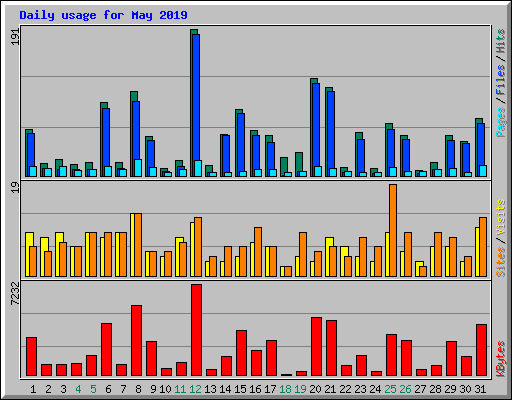 Daily usage for May 2019
191
Pages / Files / Hits
19
Sites / Visits
7232
KBytes
1 2 3 4 5 6 7 8 9 10 11 12 13 14 15 16 17 18 19 20 21 22 23 24 25 26 27 28 29 30 31